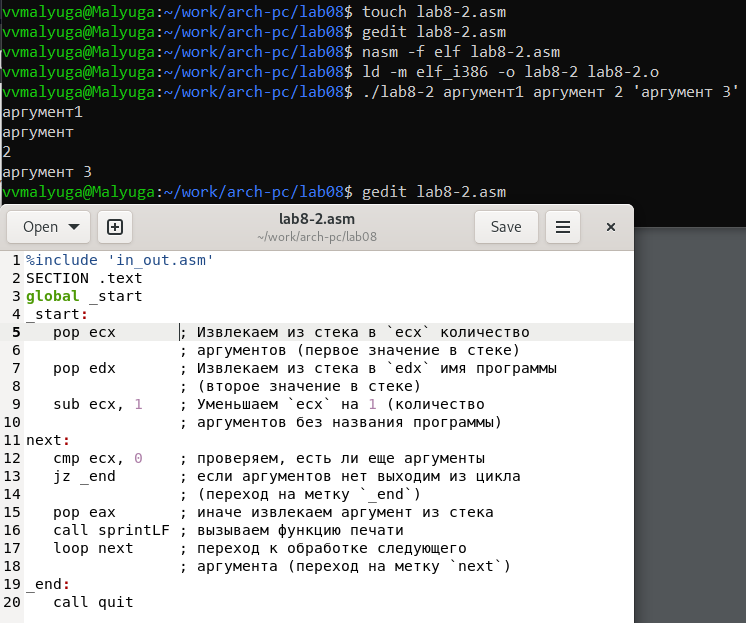 vvmalyuga@Malyuga:~/work/arch-pc/lab08$ touch lab8-2.asm
vvmalyuga@Malyuga:~/work/arch-pc/lab08$ gedit lab8-2.asm
vvmalyuga@Malyuga:~/work/arch-pc/lab08$ nasm -f elf lab8-2.asm
vvmalyuga@Malyuga:~/work/arch-pc/lab08$ ld -m elf_i386 -o lab8-2 lab8-2.o
vvmalyuga@Malyuga:~/work/arch-pc/lab08$ ./lab8-2 аргумент1 аргумент 2 'аргумент 3'
аргумент1
аргумент
2
аргумент 3
vvmalyuga@Malyuga:~/work/arch-pc/lab08$ gedit lab8-2.asm
Open lab8-2.asm Save
~/work/arch-pc/lab08
1 %include 'in_out.asm'
2 SECTION .text
3 global _start
4 _start:
5    pop ecx       ; Извлекаем из стека в `ecx` количество
6                  ; аргументов (первое значение в стеке)
7    pop edx       ; Извлекаем из стека в `edx` имя программы
8                  ; (второе значение в стеке)
9    sub ecx, 1    ; Уменьшаем `ecx` на 1 (количество
10                  ; аргументов без названия программы)
11 next:
12    cmp ecx, 0    ; проверяем, есть ли еще аргументы
13    jz _end       ; если аргументов нет выходим из цикла
14                  ; (переход на метку `_end`)
15    pop eax       ; иначе извлекаем аргумент из стека
16    call sprintLF ; вызываем функцию печати
17    loop next     ; переход к обработке следующего
18                  ; аргумента (переход на метку `next`)
19 _end:
20    call quit